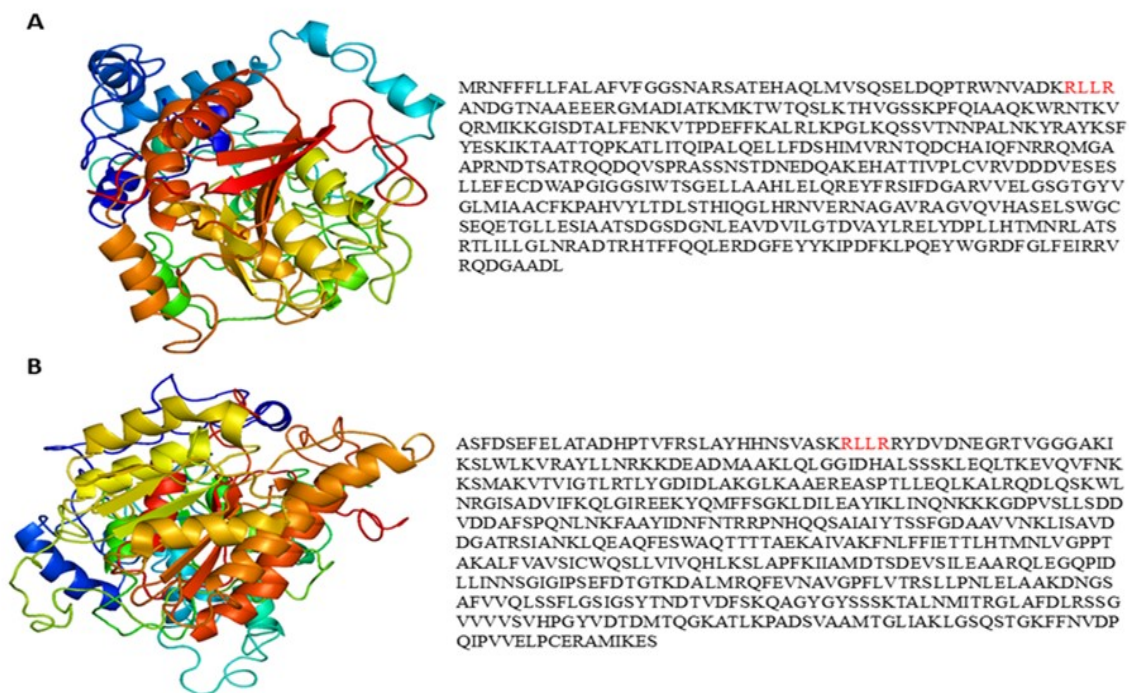 A
MRNFFFLLFALAFVFGGSNARSATEHAQLMVSQSELDQPTRWNVADKRLLR
ANDGTNAAEEERGMADIATKMKTWTQSLKTHVGSSKPFQIAAQKWRNTKV
QRMIKKGISDTALFENKVTPDEFFKALRLKPGLKQSSVTNNPALNKYRAYKSF
YESKIKTAATTQPKATLITQIPALQELLFDSHIMVRNTQDCHAIQFNRRQMGA
APRNDTSATRQQDQVSPRASSNSTDNEDQAKEHATTIVPLCVRVDDDVESES
LLEFECDWAPGIGGSIWTSGELLAAHLELQREYFRSIFDGARVVELGSGTGYV
GLMIAACFKPAHVYLTDLSTHIQGLHRNVERNAGAVRAGVQVHASELSWGC
SEQETGLLESIAATSDGSDGNLEAVDVILGTDVAYLRELYDPLLHTMNRLATS
RTLILLGLNRADTRHTFFQQLERDGFEYYKIPDFKLPQEYWGRDFGLFEIRRV
RQDGAADL
B
ASFDSEFELATADHPTVFRSLAYHHNSVASKRLLRRYDVDNEGRTVGGGAKI
KSLWLKVRAYLLNRKKDEADMAAKLQLGGIDHALSSSKLEQLTKEVQVFNK
KSMAKVTVIGTLRTLYGDIDLAKGLKAAEREASPTLLEQLKALRQDLQSKWL
NRGISADVIFKQLGIREEKYQMFFSGKLDILEAYIKLINQNKKKGDPVSLLSDD
VDDAFSPQNLNKFAAYIDNFNTRRPNHQQSAIAIYTSSFGDAAVVNKLISAVD
DGATRSIANKLQEAQFESWAQTTTTAEKAIVAKFNLFFIETTLHTMNLVGPPT
AKALFVAVSICWQSLLVIVQHLKSLAPFKIIAMDTSDEVSILEAARQLEGQPID
LLINNSGIGIPSEFDTGTKDALMRQFEVNAVGPFLVTRSLLPNLELAAKDNGS
AFVVQLSSFLGSIGSYTNDTVDFSKQAGYGYSSSKTALNMITRGLAFDLRSSG
VVVVSVHPGYVDTDMTQGKATLKPADSVAAMTGLIAKLGSQSTGKFFNVDP
QIPVVELPCERAMIKES